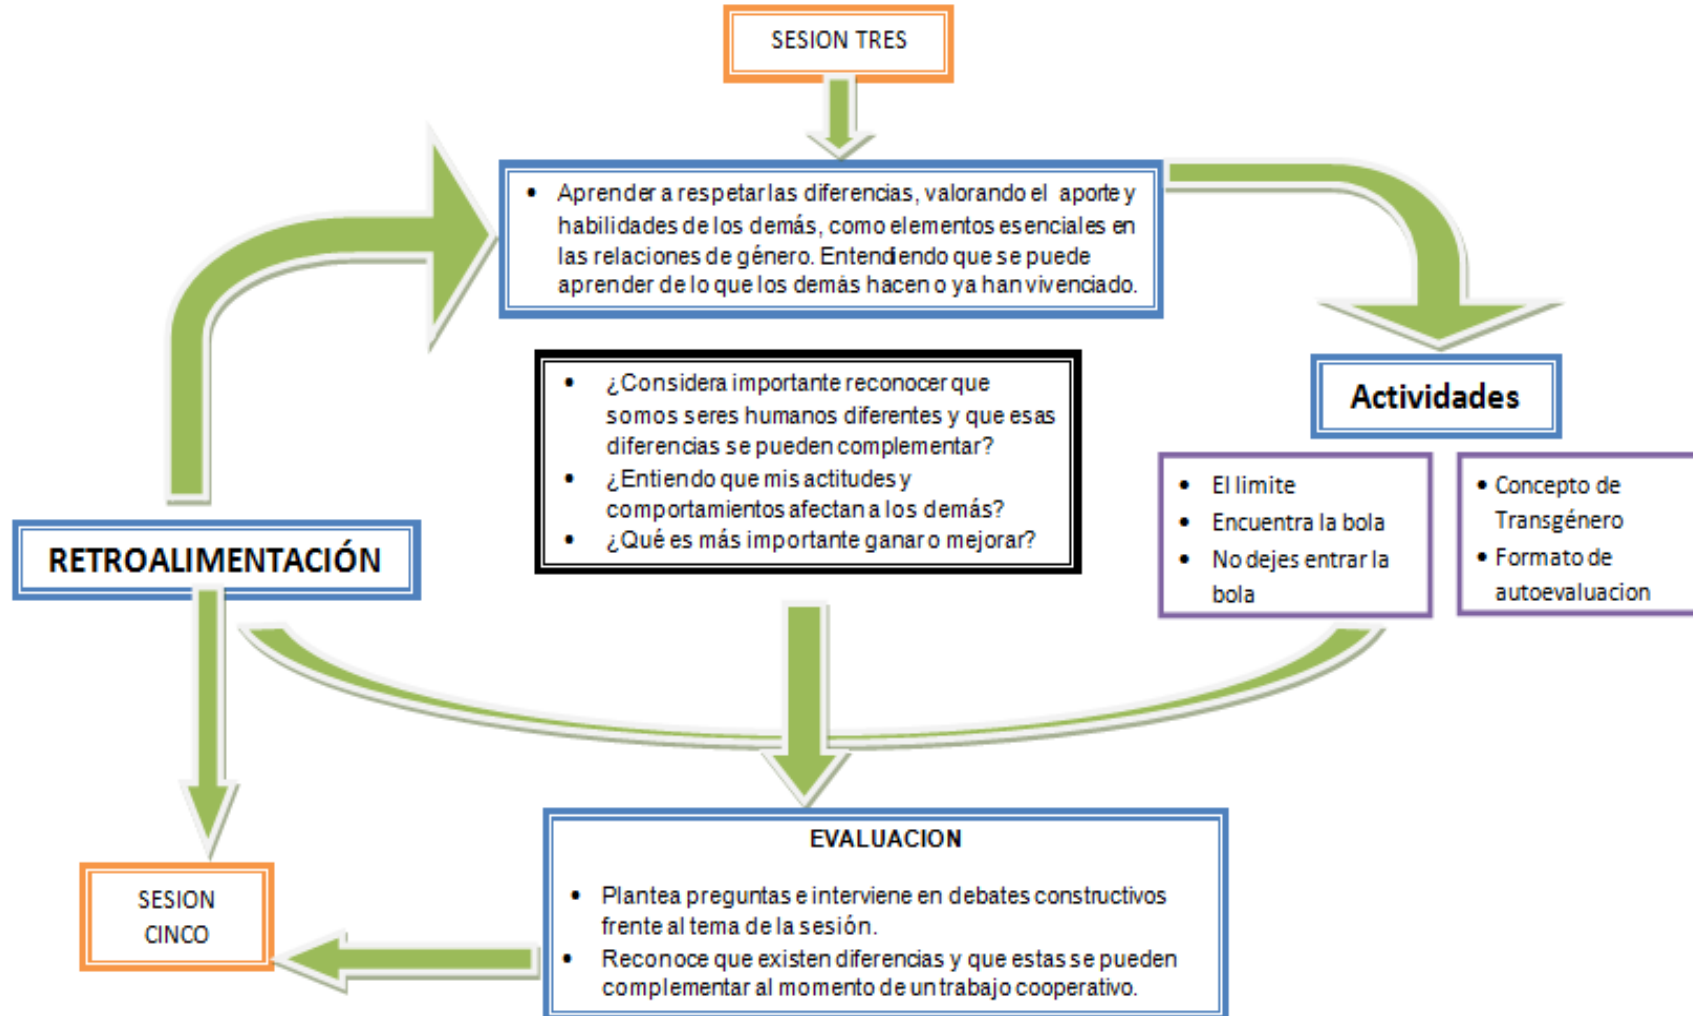 SESION TRES
• Aprender a respetar las diferencias, valorando el aporte y
habilidades de los demás, como elementos esenciales en
las relaciones de género. Entendiendo que se puede
aprender de lo que los demás hacen o ya han vivenciado.
• ¿Considera importante reconocer que
somos seres humanos diferentes y que esas
diferencias se pueden complementar?
• ¿Entiendo que mis actitudes y
comportamientos afectan a los demás?
• ¿Qué es más importante ganar o mejorar?
Actividades
• El limite
• Encuentra la bola
• No dejes entrar la
bola
• Concepto de
Transgénero
• Formato de
autoevaluacion
RETROALIMENTACIÓN
EVALUACION
• Plantea preguntas e interviene en debates constructivos
frente al tema de la sesión.
• Reconoce que existen diferencias y que estas se pueden
complementar al momento de un trabajo cooperativo.
SESION
CINCO